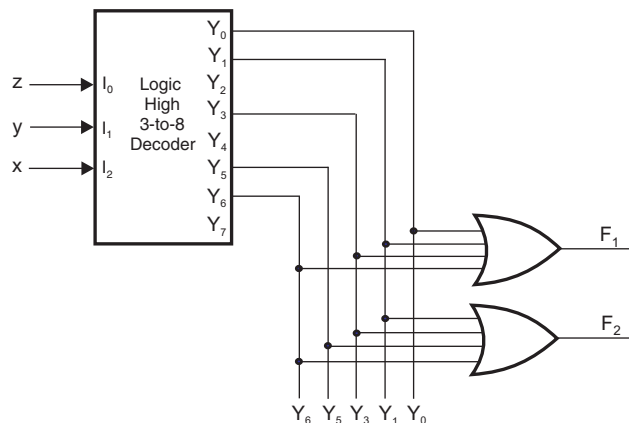 Y₀
Y₁
Y₂
Y₃
Y₄
Y₅
Y₆
Y₇
z
y
x
I₀
I₁
I₂
Logic
High
3-to-8
Decoder
F₁
F₂
Y₆ Y₅ Y₃ Y₁ Y₀